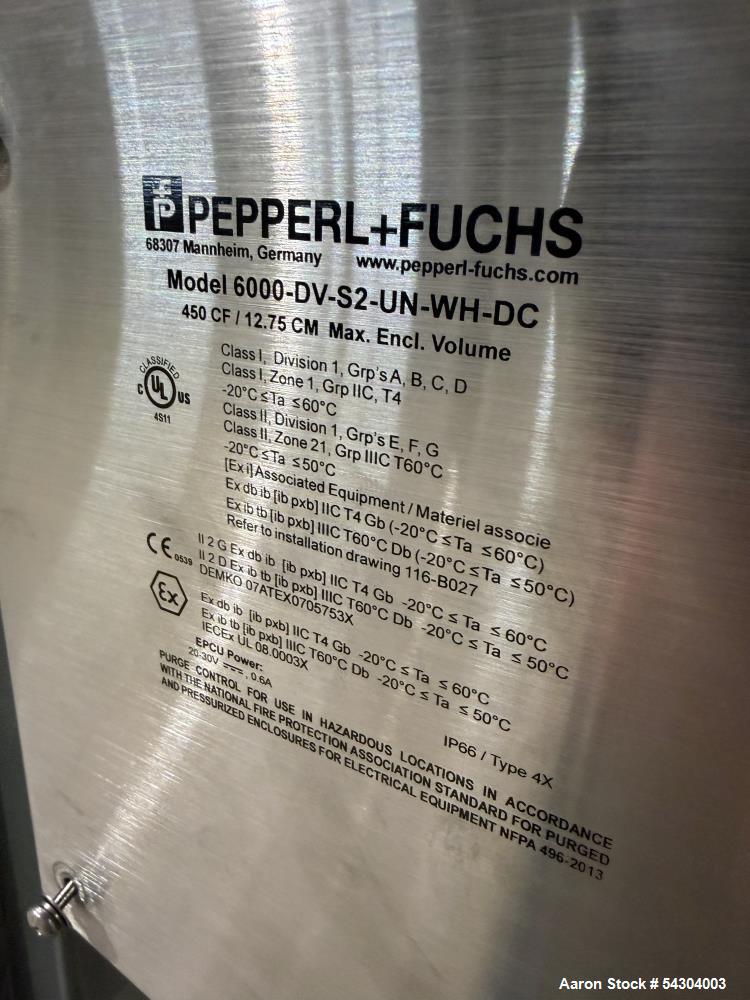 PEPPERL+FUCHS
68307 Mannheim, Germany www.pepperl-fuchs.com
Model 6000-DV-S2-UN-WH-DC
450 CF / 12.75 CM Max. Encl. Volume
CLASSIFIED
C UL US
4S11
Class I, Division 1, Grp's A, B, C, D
Class I, Zone 1, Grp IIC, T4
-20°C ≤Ta ≤60°C
Class II, Division 1, Grp's E, F, G
Class II, Zone 21, Grp IIIC T60°C
-20°C ≤Ta ≤50°C
[Ex i] Associated Equipment / Materiel associe
Ex db ib [ib pxb] IIC T4 Gb (-20°C ≤Ta ≤60°C)
Ex ib tb [ib pxb] IIIC T60°C Db (-20°C ≤Ta ≤50°C)
Refer to installation drawing 116-B027
CE 0539
Ex
II 2 G Ex db ib [ib pxb] IIC T4 Gb -20°C ≤ Ta ≤ 60°C
II 2 D Ex ib tb [ib pxb] IIIC T60°C Db -20°C ≤ Ta ≤ 50°C
DEMKO 07ATEX0705753X
Ex db ib [ib pxb] IIC T4 Gb -20°C ≤ Ta ≤ 60°C
Ex ib tb [ib pxb] IIIC T60°C Db -20°C ≤ Ta ≤ 50°C
IECEx UL 08.0003X
EPCU Power:
20-30V ⎓, 0.6A
IP66 / Type 4X
PURGE CONTROL FOR USE IN HAZARDOUS LOCATIONS IN ACCORDANCE
WITH THE NATIONAL FIRE PROTECTION ASSOCIATION STANDARD FOR PURGED
AND PRESSURIZED ENCLOSURES FOR ELECTRICAL EQUIPMENT NFPA 496-2013
Aaron Stock # 54304003